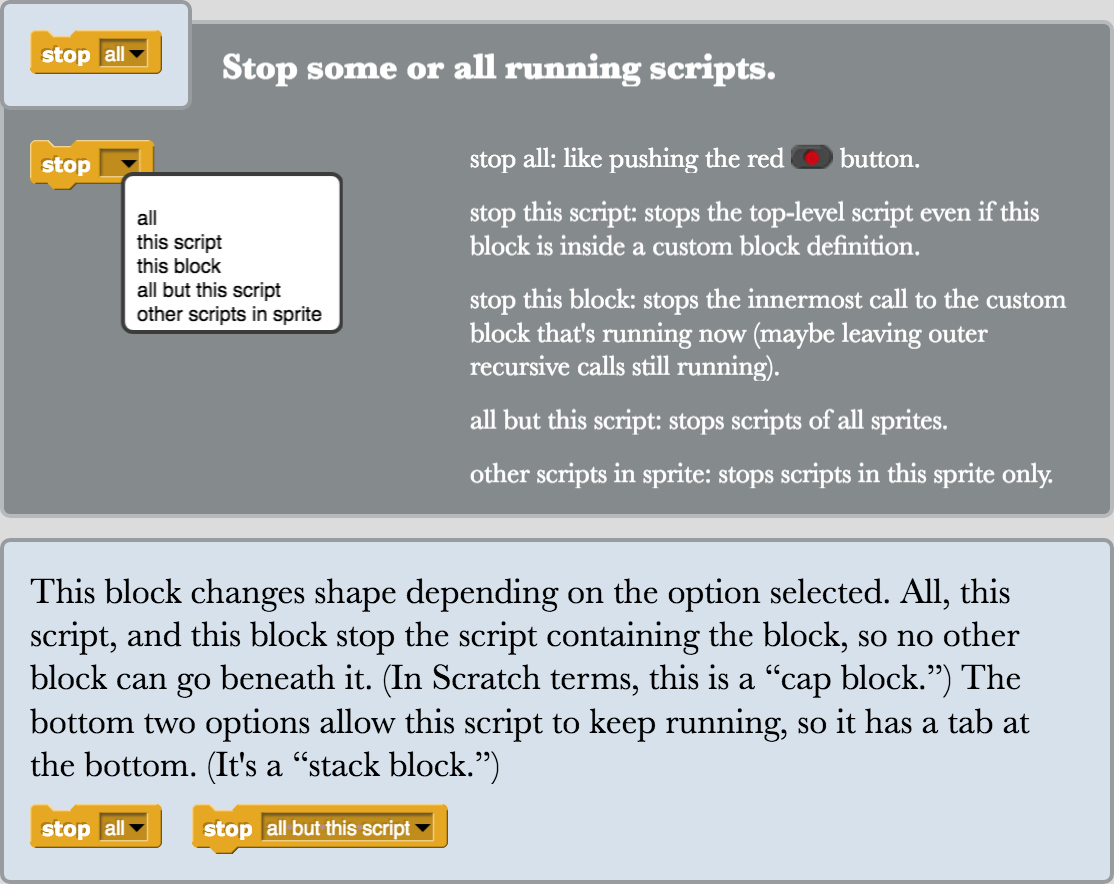 stop all
Stop some or all running scripts.
stop
all
this script
this block
all but this script
other scripts in sprite
stop all: like pushing the red button.
stop this script: stops the top-level script even if this
block is inside a custom block definition.
stop this block: stops the innermost call to the custom
block that's running now (maybe leaving outer
recursive calls still running).
all but this script: stops scripts of all sprites.
other scripts in sprite: stops scripts in this sprite only.
This block changes shape depending on the option selected. All, this
script, and this block stop the script containing the block, so no other
block can go beneath it. (In Scratch terms, this is a “cap block.”) The
bottom two options allow this script to keep running, so it has a tab at
the bottom. (It's a “stack block.”)
stop all stop all but this script